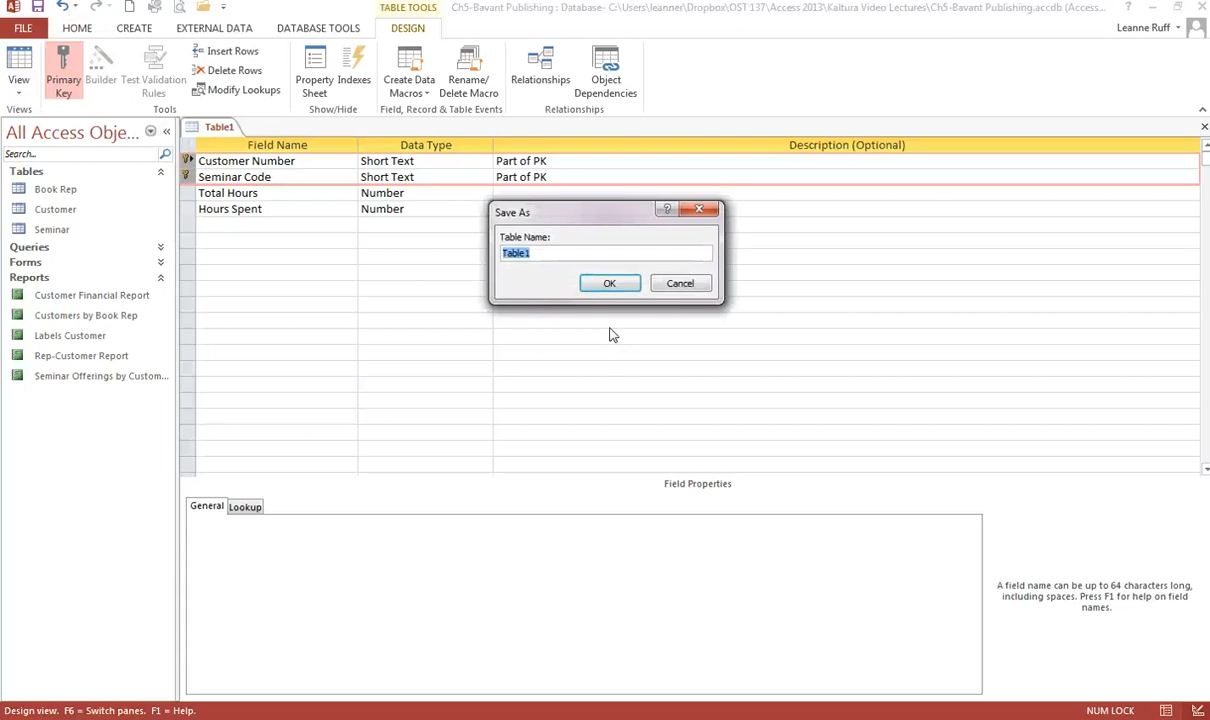 TABLE TOOLS
Ch5-Bavant Publishing : Database- C:\Users\leanner\Dropbox\OST 137\Access 2013\Kaltura Video Lectures\Ch5-Bavant Publishing.accdb (Access...
?
FILE HOME CREATE EXTERNAL DATA DATABASE TOOLS DESIGN Leanne Ruff
View
Primary Key
Builder
Test Validation Rules
Insert Rows
Delete Rows
Modify Lookups
Property Sheet
Indexes
Create Data Macros
Rename/ Delete Macro
Relationships
Object Dependencies
Views Tools Show/Hide Field, Record & Table Events Relationships
All Access Obje...
Search...
Tables
Book Rep
Customer
Seminar
Queries
Forms
Reports
Customer Financial Report
Customers by Book Rep
Labels Customer
Rep-Customer Report
Seminar Offerings by Custom...
Table1
Field Name Data Type Description (Optional)
Customer Number Short Text Part of PK
Seminar Code Short Text Part of PK
Total Hours Number
Hours Spent Number
Save As
?
Table Name:
Table1
OK Cancel
Field Properties
General Lookup
A field name can be up to 64 characters long,
including spaces. Press F1 for help on field
names.
Design view. F6 = Switch panes. F1 = Help. NUM LOCK